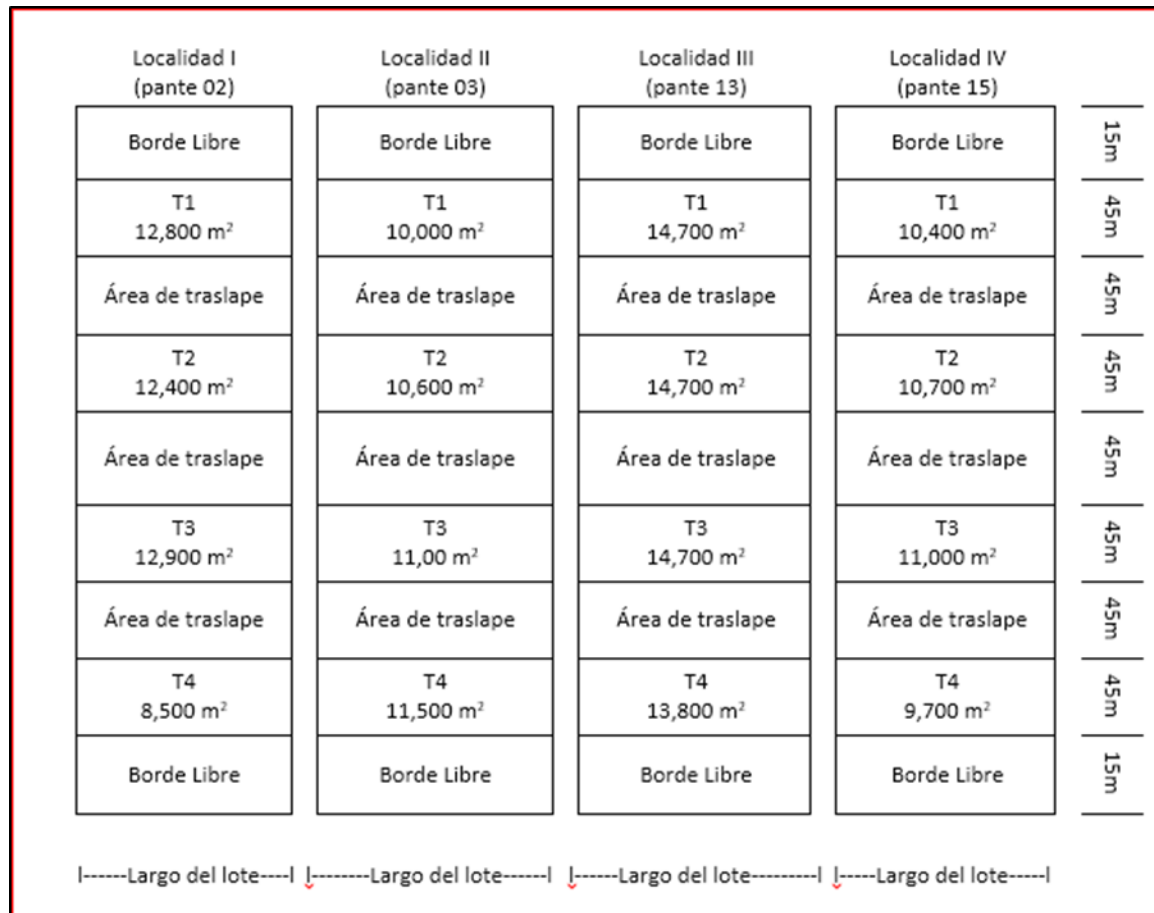 Localidad I
(pante 02)
Localidad II
(pante 03)
Localidad III
(pante 13)
Localidad IV
(pante 15)
Borde Libre
Borde Libre
Borde Libre
Borde Libre
15m
T1
12,800 m²
T1
10,000 m²
T1
14,700 m²
T1
10,400 m²
45m
Área de traslape
Área de traslape
Área de traslape
Área de traslape
45m
T2
12,400 m²
T2
10,600 m²
T2
14,700 m²
T2
10,700 m²
45m
Área de traslape
Área de traslape
Área de traslape
Área de traslape
45m
T3
12,900 m²
T3
11,00 m²
T3
14,700 m²
T3
11,000 m²
45m
Área de traslape
Área de traslape
Área de traslape
Área de traslape
45m
T4
8,500 m²
T4
11,500 m²
T4
13,800 m²
T4
9,700 m²
45m
Borde Libre
Borde Libre
Borde Libre
Borde Libre
15m
I------Largo del lote----I
I--------Largo del lote------I
I------Largo del lote---------I
I-----Largo del lote-----I